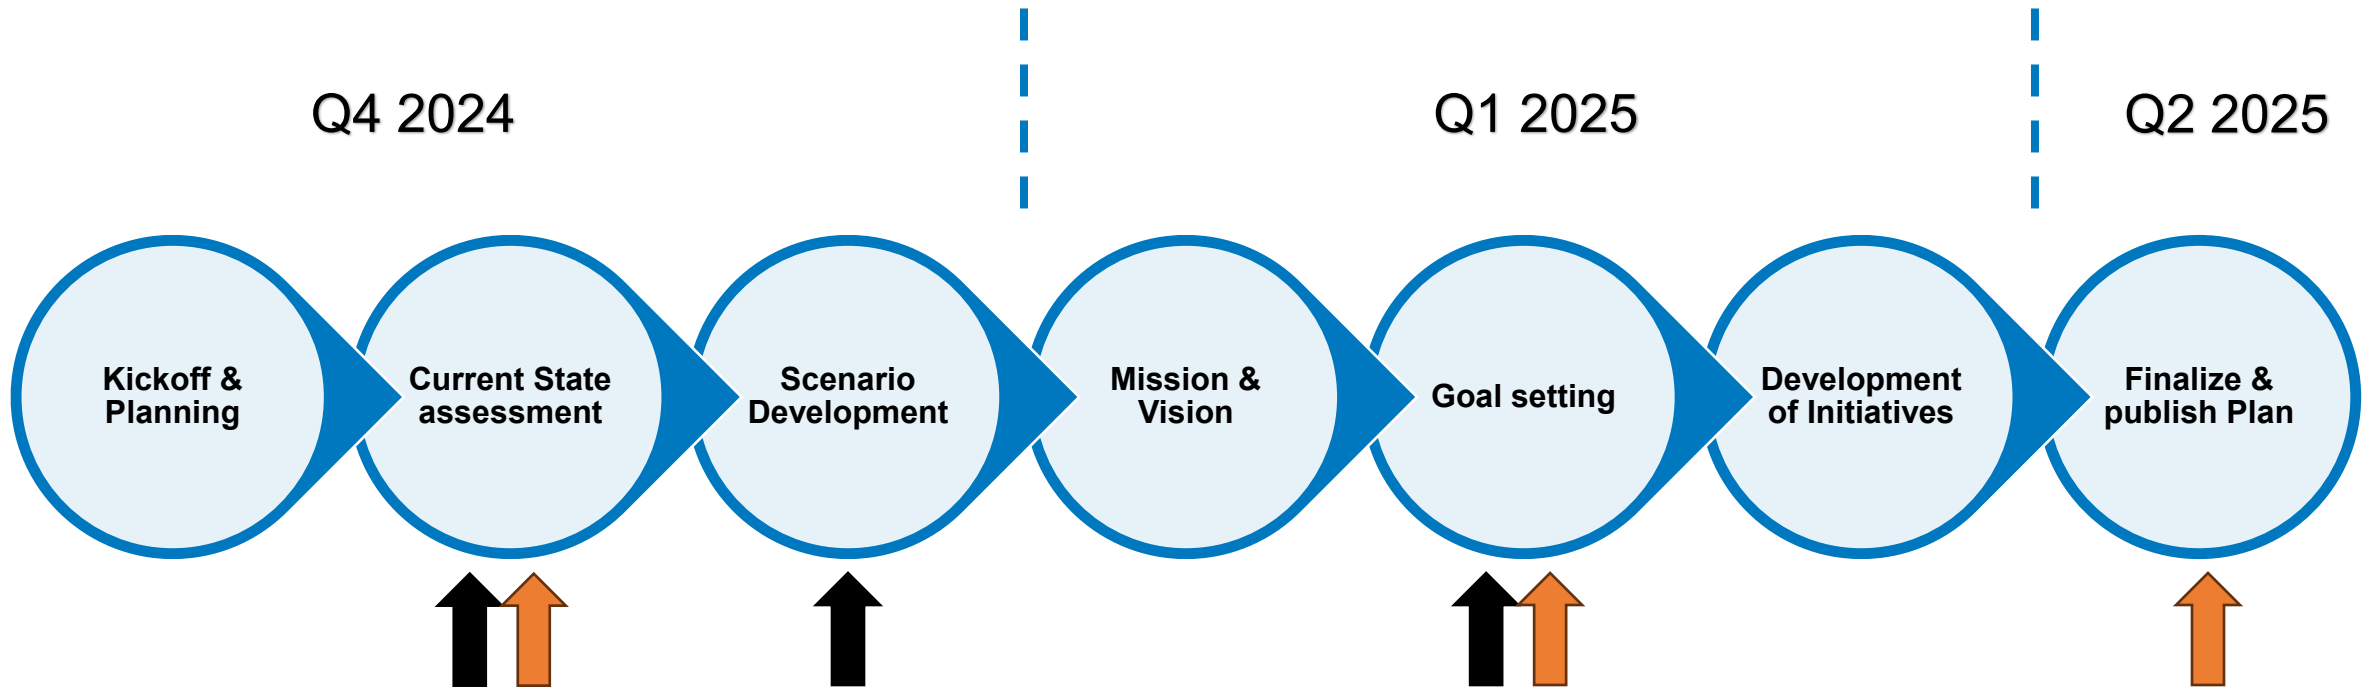 Q4 2024
Q1 2025
Q2 2025
Kickoff &
Planning
Current State
assessment
Scenario
Development
Mission &
Vision
Goal setting
Development
of Initiatives
Finalize &
publish Plan